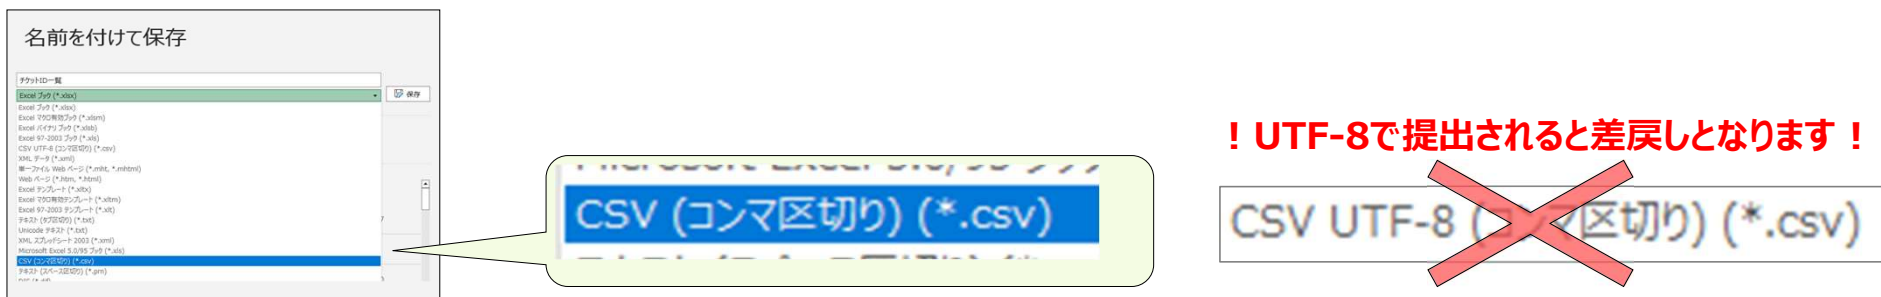 名前を付けて保存
チケットID一覧
Excel ブック (*.xlsx)
保存
Excel ブック (*.xlsx)
Excel マクロ有効ブック (*.xlsm)
Excel バイナリ ブック (*.xlsb)
Excel 97-2003 ブック (*.xls)
CSV UTF-8 (コンマ区切り) (*.csv)
XML データ (*.xml)
単一ファイル Web ページ (*.mht, *.mhtml)
Web ページ (*.htm, *.html)
Excel テンプレート (*.xltx)
Excel マクロ有効テンプレート (*.xltm)
Excel 97-2003 テンプレート (*.xlt)
テキスト (タブ区切り) (*.txt)
Unicode テキスト (*.txt)
XML スプレッドシート 2003 (*.xml)
Microsoft Excel 5.0/95 ブック (*.xls)
CSV (コンマ区切り) (*.csv)
テキスト (スペース区切り) (*.prn)
CSV (コンマ区切り) (*.csv)
！UTF-8で提出されると差戻しとなります！
CSV UTF-8 (コンマ区切り) (*.csv)